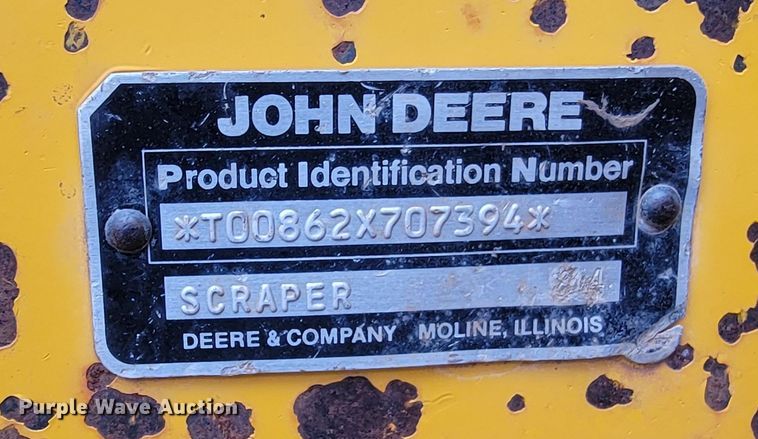 JOHN DEERE
Product Identification Number
*T00862X707394*
SCRAPER
DEERE & COMPANY MOLINE, ILLINOIS
Purple Wave Auction